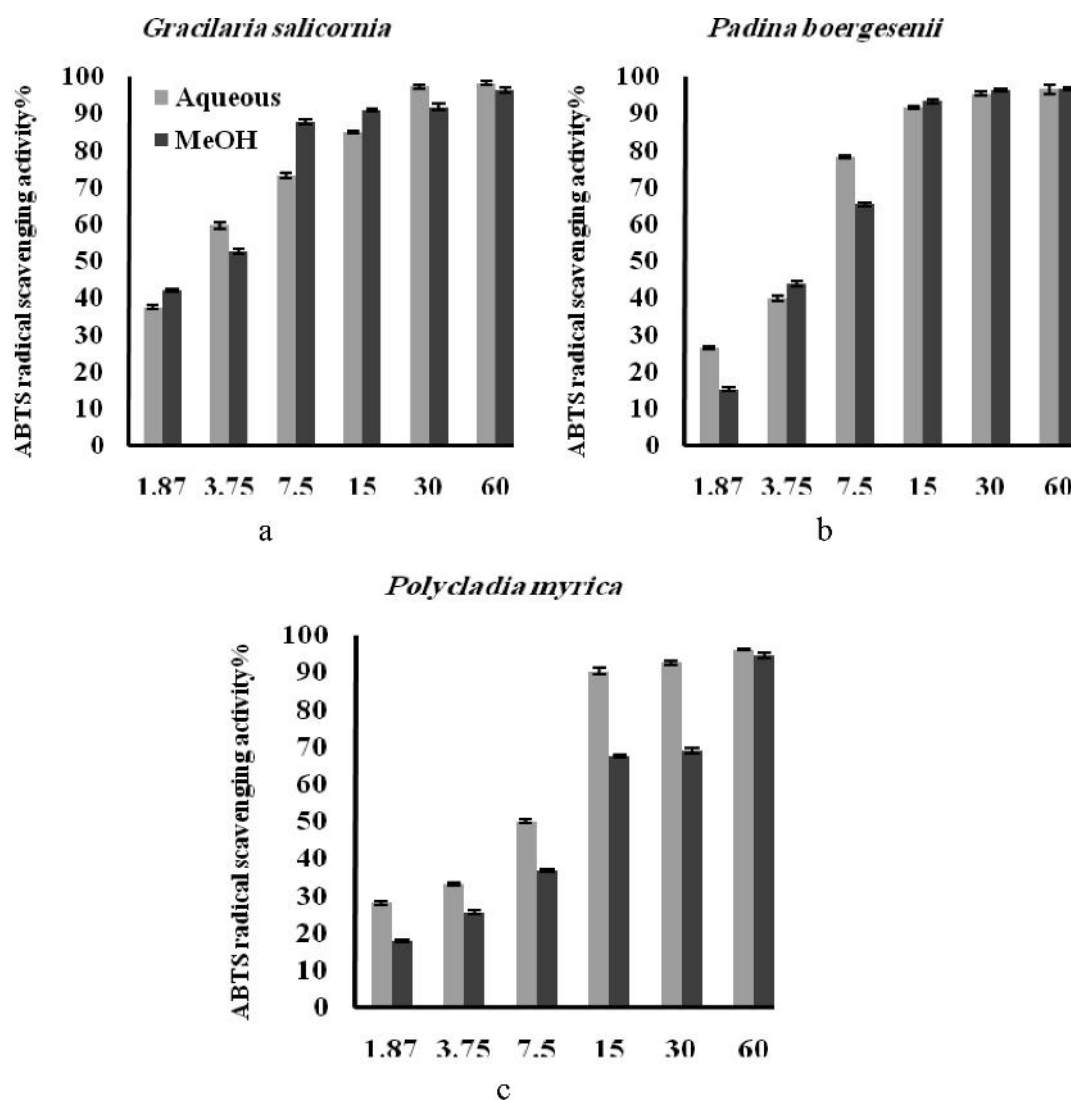 Gracilaria salicornia
ABTS radical scavenging activity%
100
90
80
70
60
50
40
30
20
10
0
Aqueous
MeOH
1.87 3.75 7.5 15 30 60
a
Padina boergesenii
ABTS radical scavenging activity%
100
90
80
70
60
50
40
30
20
10
0
1.87 3.75 7.5 15 30 60
b
Polycladia myrica
ABTS radical scavenging activity%
100
90
80
70
60
50
40
30
20
10
0
1.87 3.75 7.5 15 30 60
c